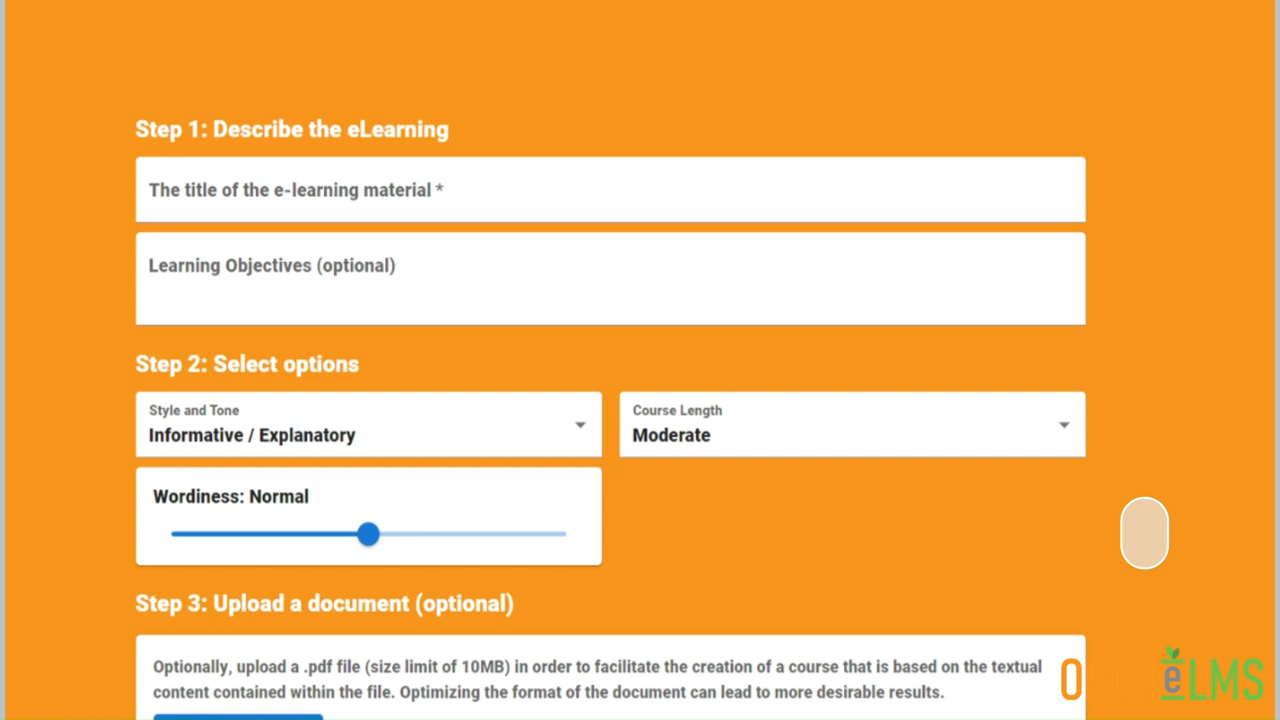 Step 1: Describe the eLearning
The title of the e-learning material *
Learning Objectives (optional)
Step 2: Select options
Style and Tone
Informative / Explanatory
Course Length
Moderate
Wordiness: Normal
Step 3: Upload a document (optional)
Optionally, upload a .pdf file (size limit of 10MB) in order to facilitate the creation of a course that is based on the textual
content contained within the file. Optimizing the format of the document can lead to more desirable results.
eLMS